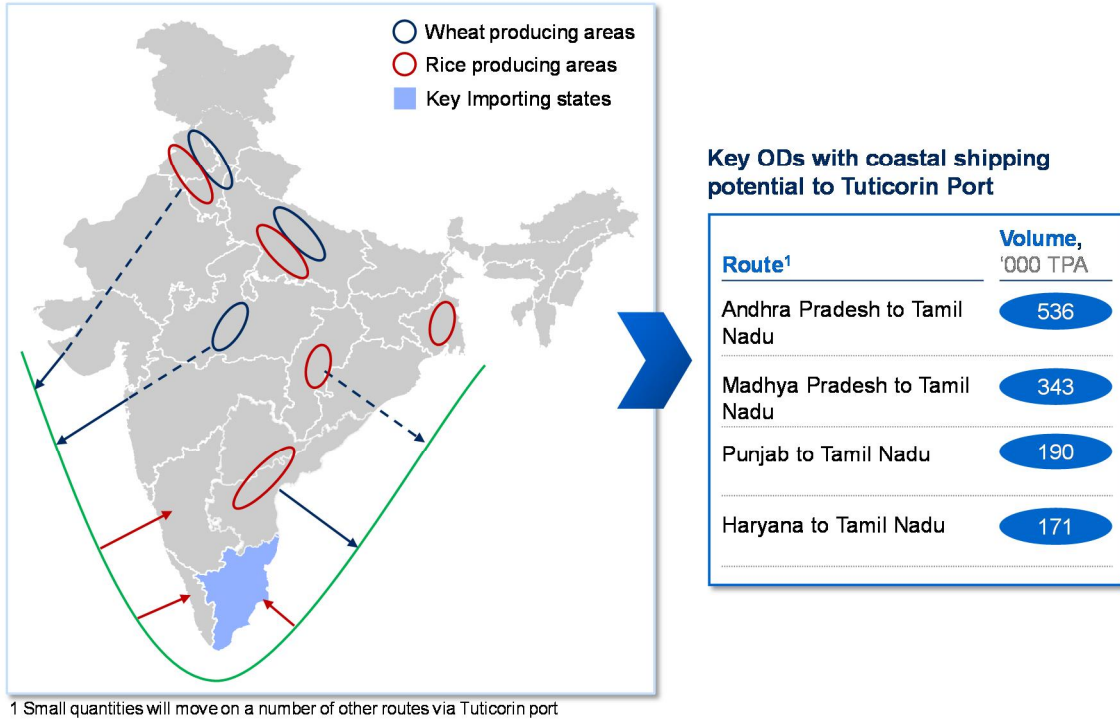 Wheat producing areas
Rice producing areas
Key Importing states
Key ODs with coastal shipping
potential to Tuticorin Port
Route1
Volume,
‘000 TPA
Andhra Pradesh to Tamil
Nadu
536
Madhya Pradesh to Tamil
Nadu
343
Punjab to Tamil Nadu
190
Haryana to Tamil Nadu
171
1 Small quantities will move on a number of other routes via Tuticorin port